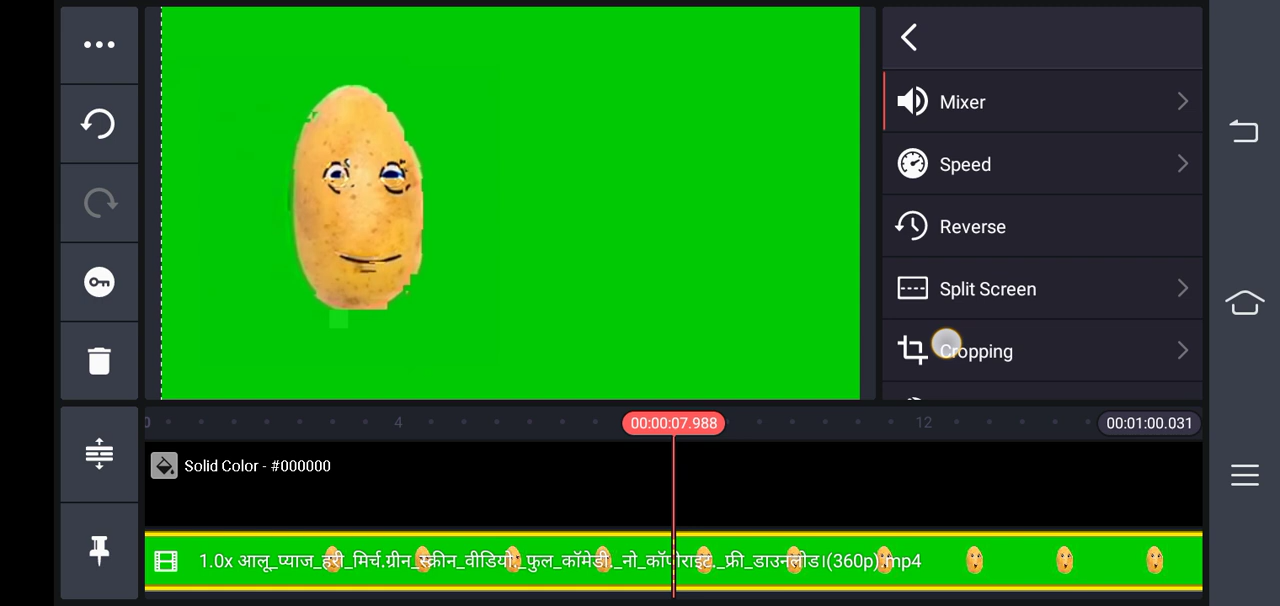 Mixer
Speed
Reverse
Split Screen
Cropping
0 4 00:00:07.988 12 00:01:00.031
Solid Color - #000000
1.0x आलू_प्याज_हरी_मिर्च.ग्रीन_स्क्रीन_वीडियो._फुल_कॉमेडी._नो_कॉपीराइट._फ्री_डाउनलोड।(360p).mp4